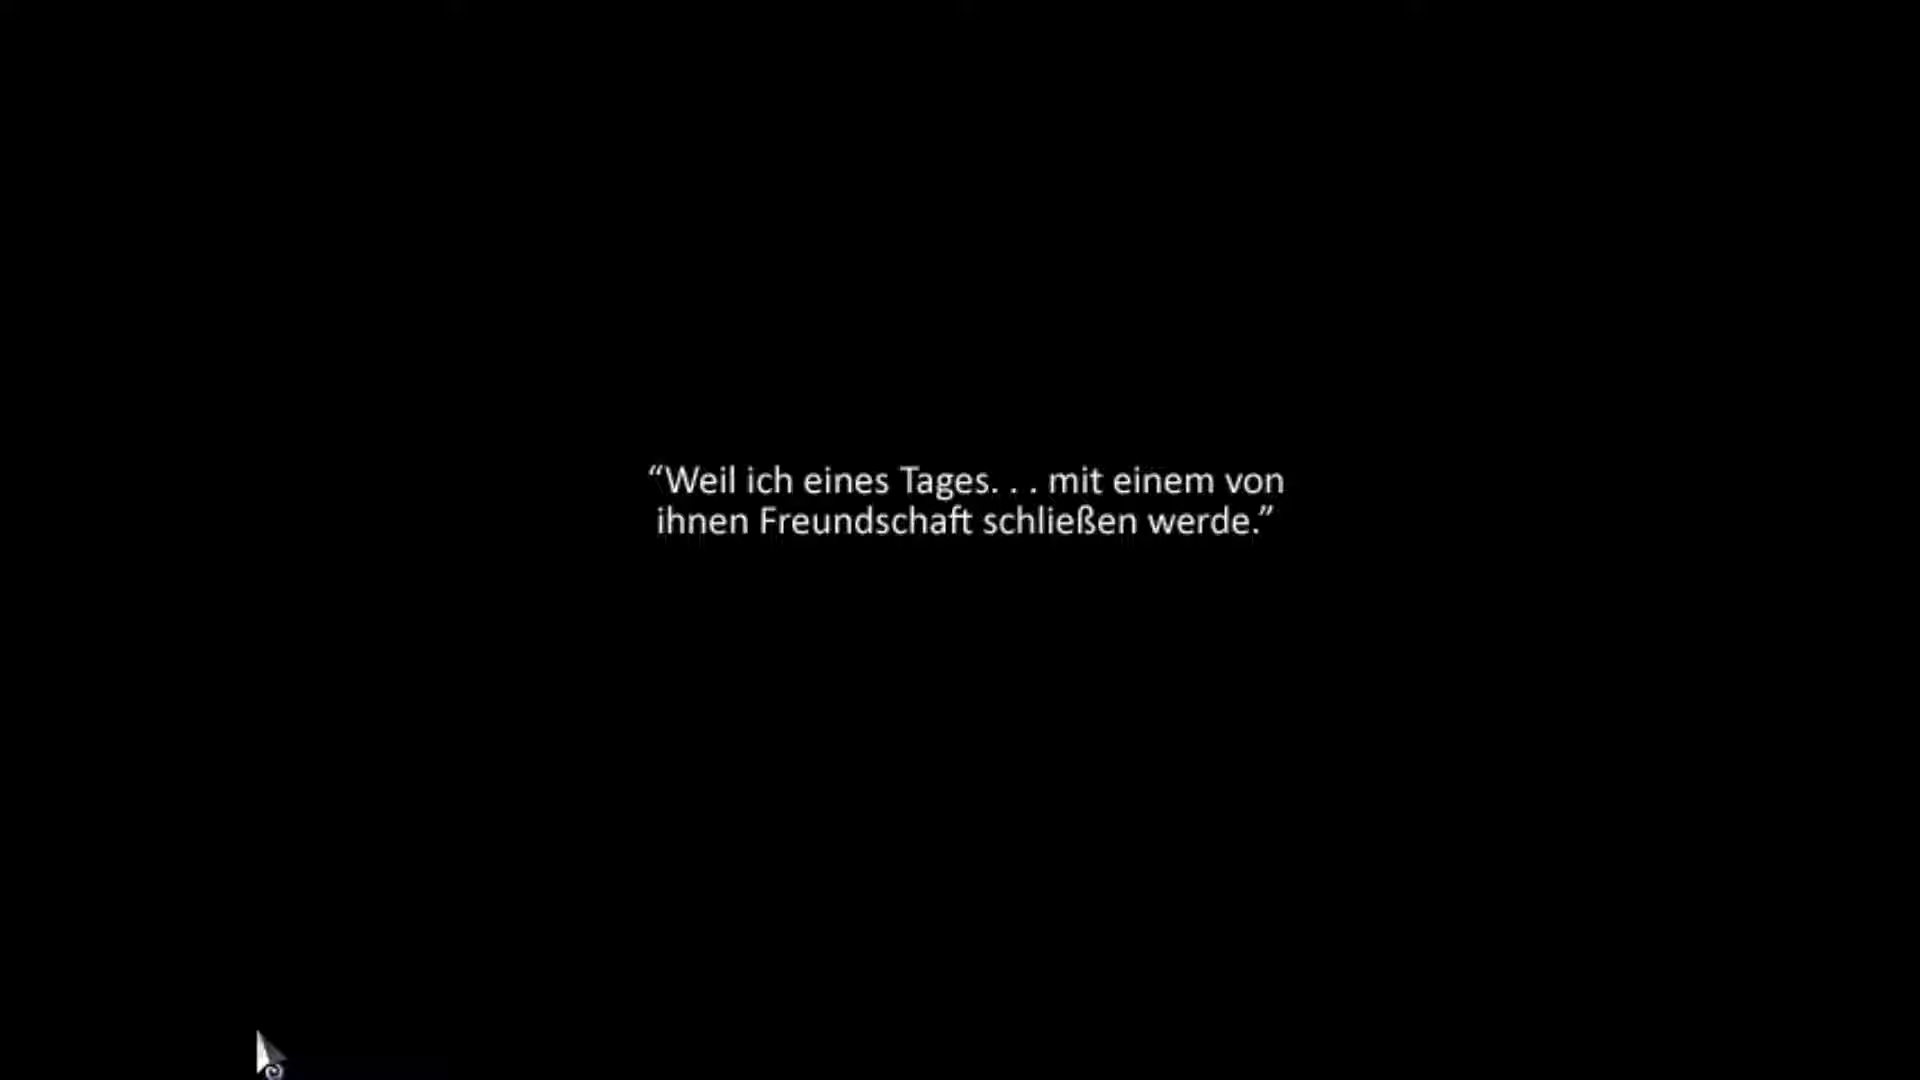 “Weil ich eines Tages. . . mit einem von
ihnen Freundschaft schließen werde.”